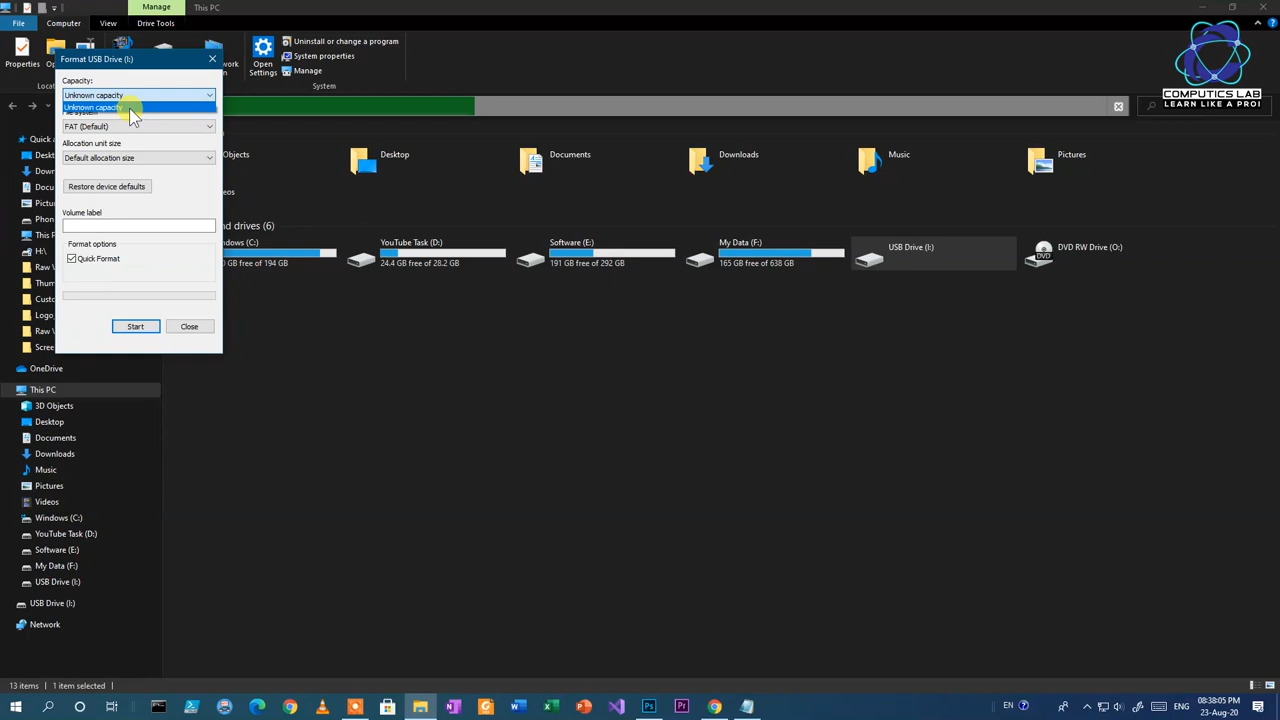 Manage
This PC
File
Computer
View
Drive Tools
Properties
Uninstall or change a program
System properties
Manage
Open
Settings
System
COMPUTICS LAB
LEARN LIKE A PRO!
Format USB Drive (I:)
Capacity:
Unknown capacity
Unknown capacity
File system
FAT (Default)
Allocation unit size
Default allocation size
Restore device defaults
Volume label
Format options
Quick Format
Start
Close
Objects
Desktop
Documents
Downloads
Music
Pictures
nd drives (6)
ndows (C:)
GB free of 194 GB
YouTube Task (D:)
24.4 GB free of 28.2 GB
Software (E:)
191 GB free of 292 GB
My Data (F:)
165 GB free of 638 GB
USB Drive (I:)
DVD RW Drive (O:)
DVD
Quick a
Deskt
Down
Docu
Pictur
Phon
This P
H:\
Raw V
Thum
Custo
Logo
Raw V
Scree
OneDrive
This PC
3D Objects
Desktop
Documents
Downloads
Music
Pictures
Videos
Windows (C:)
YouTube Task (D:)
Software (E:)
My Data (F:)
USB Drive (I:)
USB Drive (I:)
Network
13 items
1 item selected
EN
ENG
08:38:05 PM
23-Aug-20